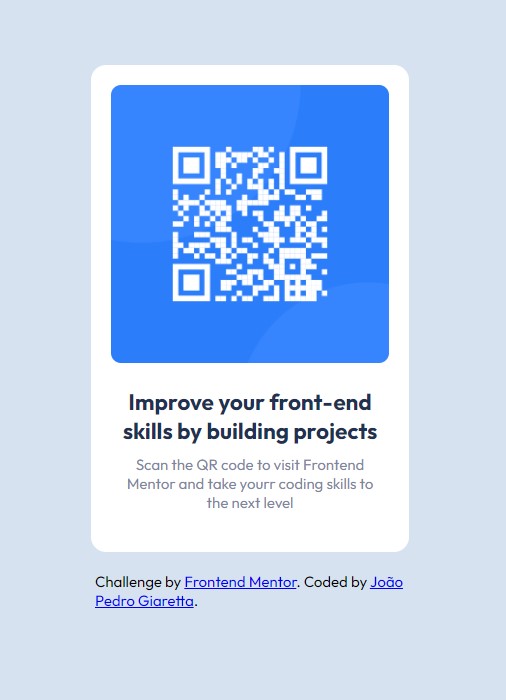 Improve your front-end
skills by building projects
Scan the QR code to visit Frontend
Mentor and take yourr coding skills to
the next level
Challenge by Frontend Mentor. Coded by João
Pedro Giaretta.